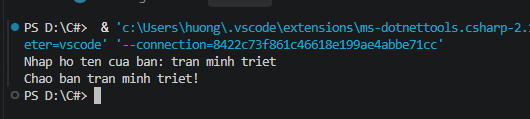 PS D:\C#>  & 'c:\Users\huong\.vscode\extensions\ms-dotnettools.csharp-2.
eter=vscode' '--connection=8422c73f861c46618e199ae4abbe71cc'
Nhap ho ten cua ban: tran minh triet
Chao ban tran minh triet!
PS D:\C#>